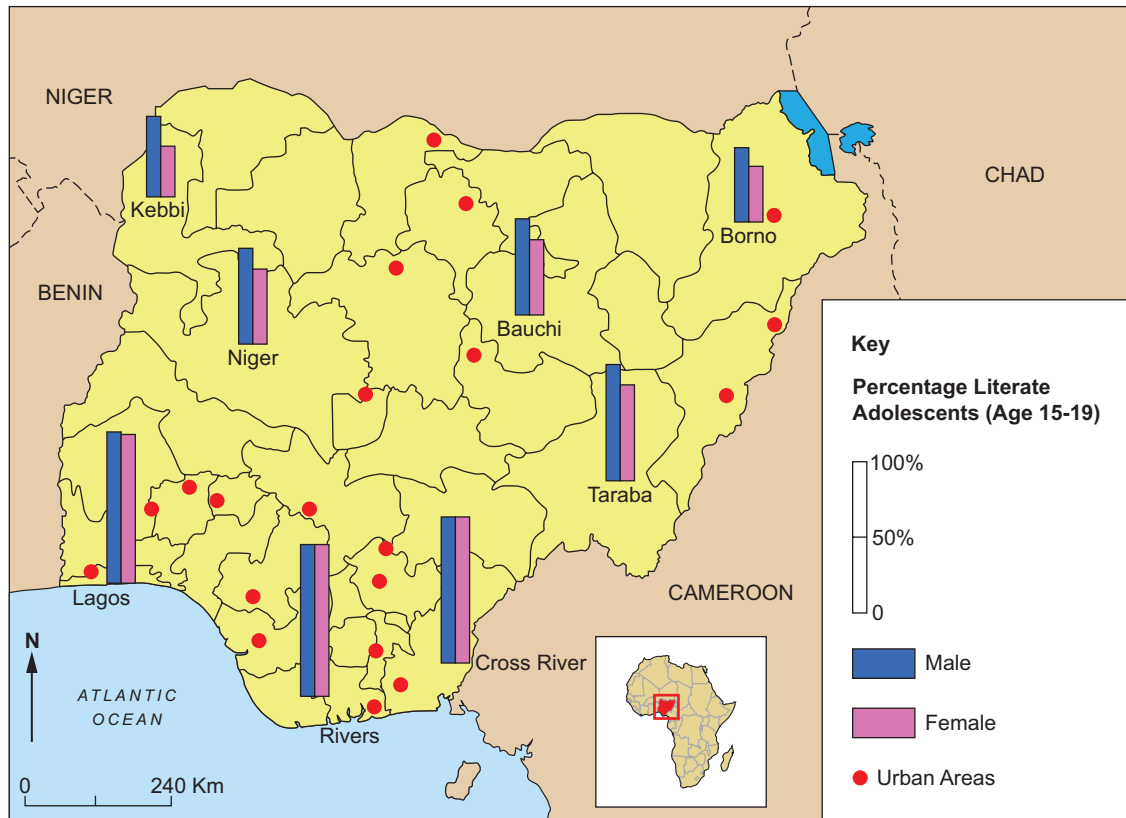 NIGER
CHAD
Kebbi
Borno
BENIN
Bauchi
Niger
Taraba
Lagos
CAMEROON
Cross River
Rivers
N
ATLANTIC
OCEAN
0 240 Km
Key
Percentage Literate
Adolescents (Age 15-19)
100%
50%
0
Male
Female
Urban Areas